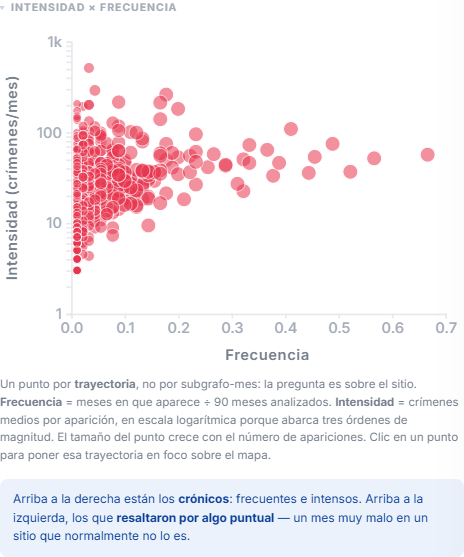 INTENSIDAD × FRECUENCIA
1k
100
10
1
Intensidad (crímenes/mes)
0.0 0.1 0.2 0.3 0.4 0.5 0.6 0.7
Frecuencia
Un punto por trayectoria, no por subgrafo-mes: la pregunta es sobre el sitio.
Frecuencia = meses en que aparece ÷ 90 meses analizados. Intensidad = crímenes
medios por aparición, en escala logarítmica porque abarca tres órdenes de
magnitud. El tamaño del punto crece con el número de apariciones. Clic en un punto
para poner esa trayectoria en foco sobre el mapa.
Arriba a la derecha están los crónicos: frecuentes e intensos. Arriba a la
izquierda, los que resaltaron por algo puntual — un mes muy malo en un
sitio que normalmente no lo es.